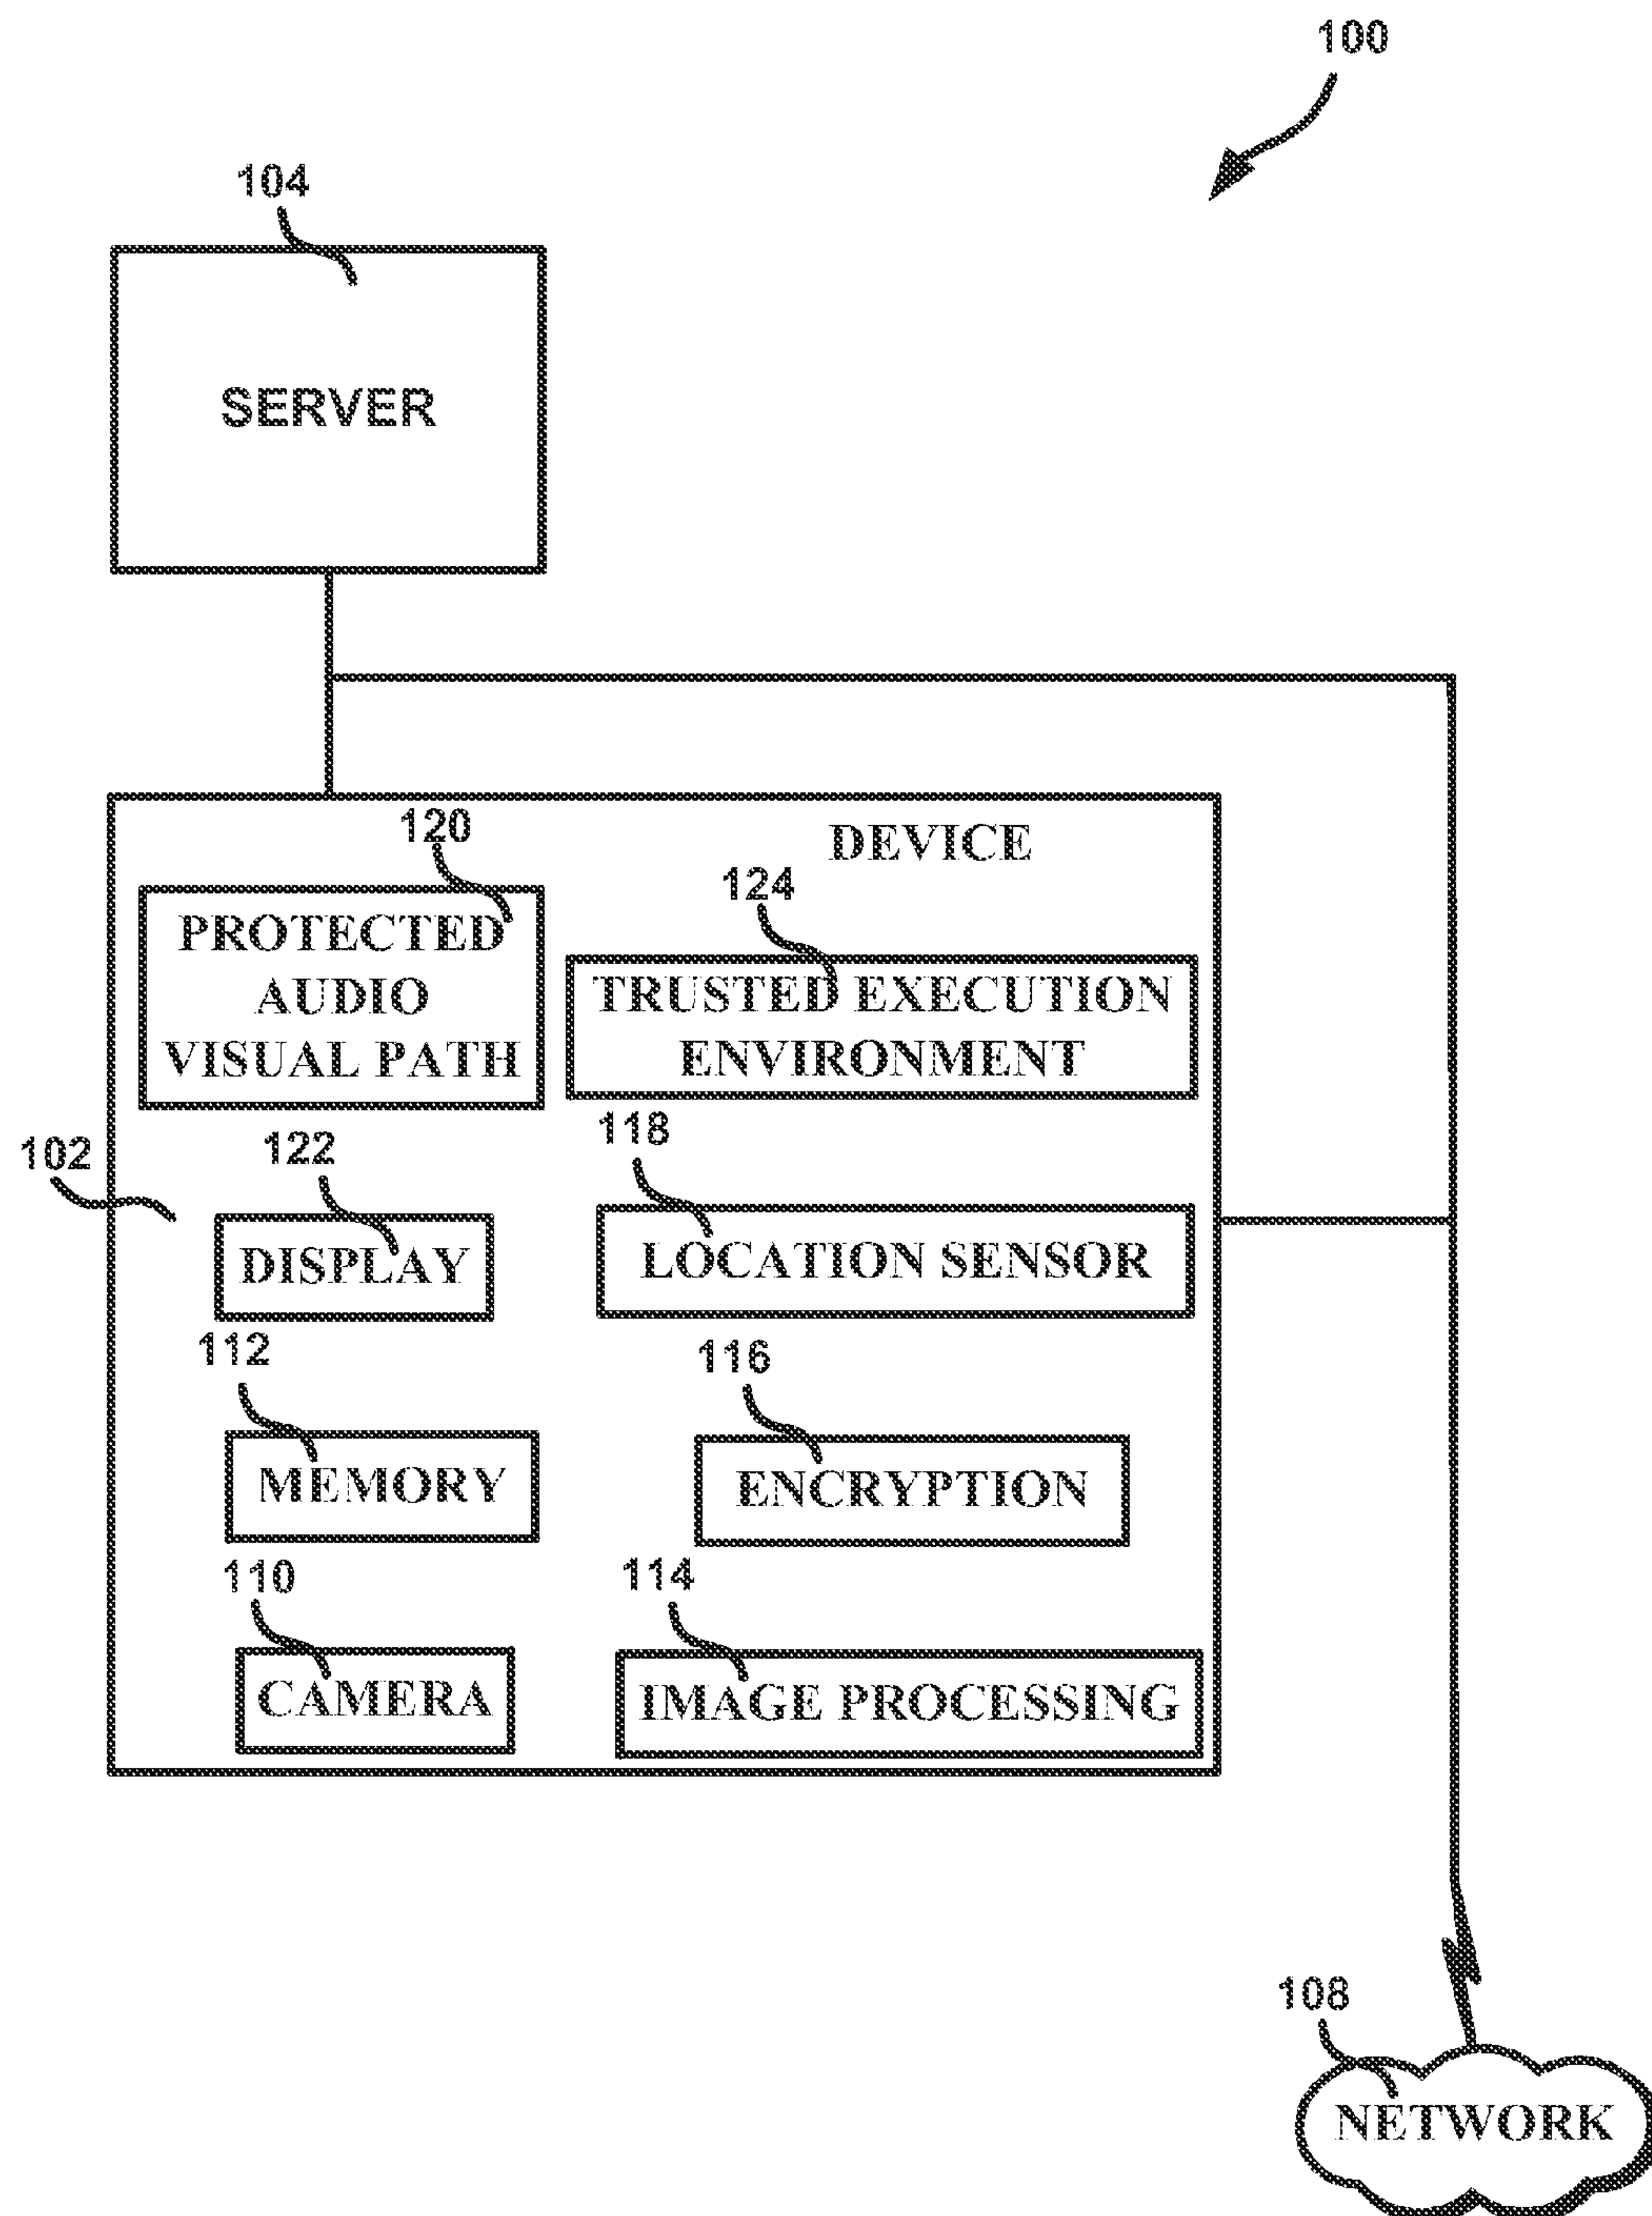 100
104
SERVER
120
DEVICE
124
PROTECTED
AUDIO
VISUAL PATH
TRUSTED EXECUTION
ENVIRONMENT
102
122
118
DISPLAY
LOCATION SENSOR
112
116
MEMORY
ENCRYPTION
110
114
CAMERA
IMAGE PROCESSING
108
NETWORK